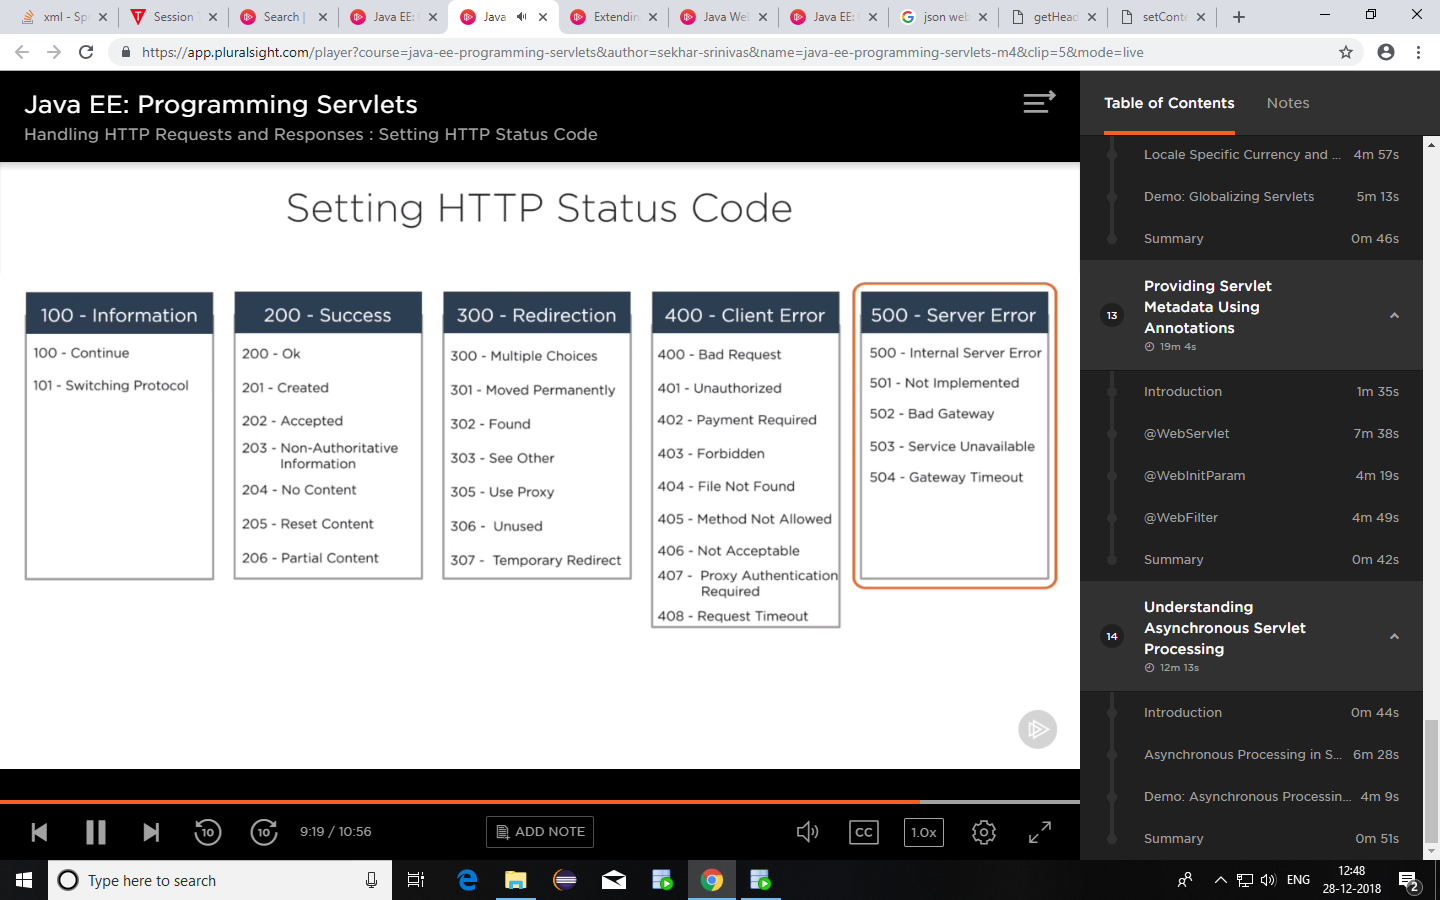 xml - Sp
Session T
Search |
Java EE:
Java
Extendin
Java We
Java EE:
json web
getHead
setConte
https://app.pluralsight.com/player?course=java-ee-programming-servlets&author=sekhar-srinivas&name=java-ee-programming-servlets-m4&clip=5&mode=live
Java EE: Programming Servlets
Handling HTTP Requests and Responses : Setting HTTP Status Code
Setting HTTP Status Code
100 - Information
100 - Continue
101 - Switching Protocol
200 - Success
200 - Ok
201 - Created
202 - Accepted
203 - Non-Authoritative
Information
204 - No Content
205 - Reset Content
206 - Partial Content
300 - Redirection
300 - Multiple Choices
301 - Moved Permanently
302 - Found
303 - See Other
305 - Use Proxy
306 - Unused
307 - Temporary Redirect
400 - Client Error
400 - Bad Request
401 - Unauthorized
402 - Payment Required
403 - Forbidden
404 - File Not Found
405 - Method Not Allowed
406 - Not Acceptable
407 - Proxy Authentication
Required
408 - Request Timeout
500 - Server Error
500 - Internal Server Error
501 - Not Implemented
502 - Bad Gateway
503 - Service Unavailable
504 - Gateway Timeout
Table of Contents
Notes
Locale Specific Currency and ... 4m 57s
Demo: Globalizing Servlets 5m 13s
Summary 0m 46s
13
Providing Servlet
Metadata Using
Annotations
19m 4s
Introduction 1m 35s
@WebServlet 7m 38s
@WebInitParam 4m 19s
@WebFilter 4m 49s
Summary 0m 42s
14
Understanding
Asynchronous Servlet
Processing
12m 13s
Introduction 0m 44s
Asynchronous Processing in S... 6m 28s
Demo: Asynchronous Processin... 4m 9s
Summary 0m 51s
10
10
9:19 / 10:56
ADD NOTE
CC
1.0x
Type here to search
ENG
12:48
28-12-2018
2